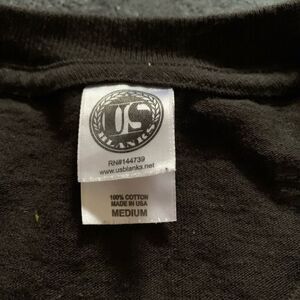 US
BLANKS
RN#144739
www.usblanks.net
100% COTTON
MADE IN USA
MEDIUM